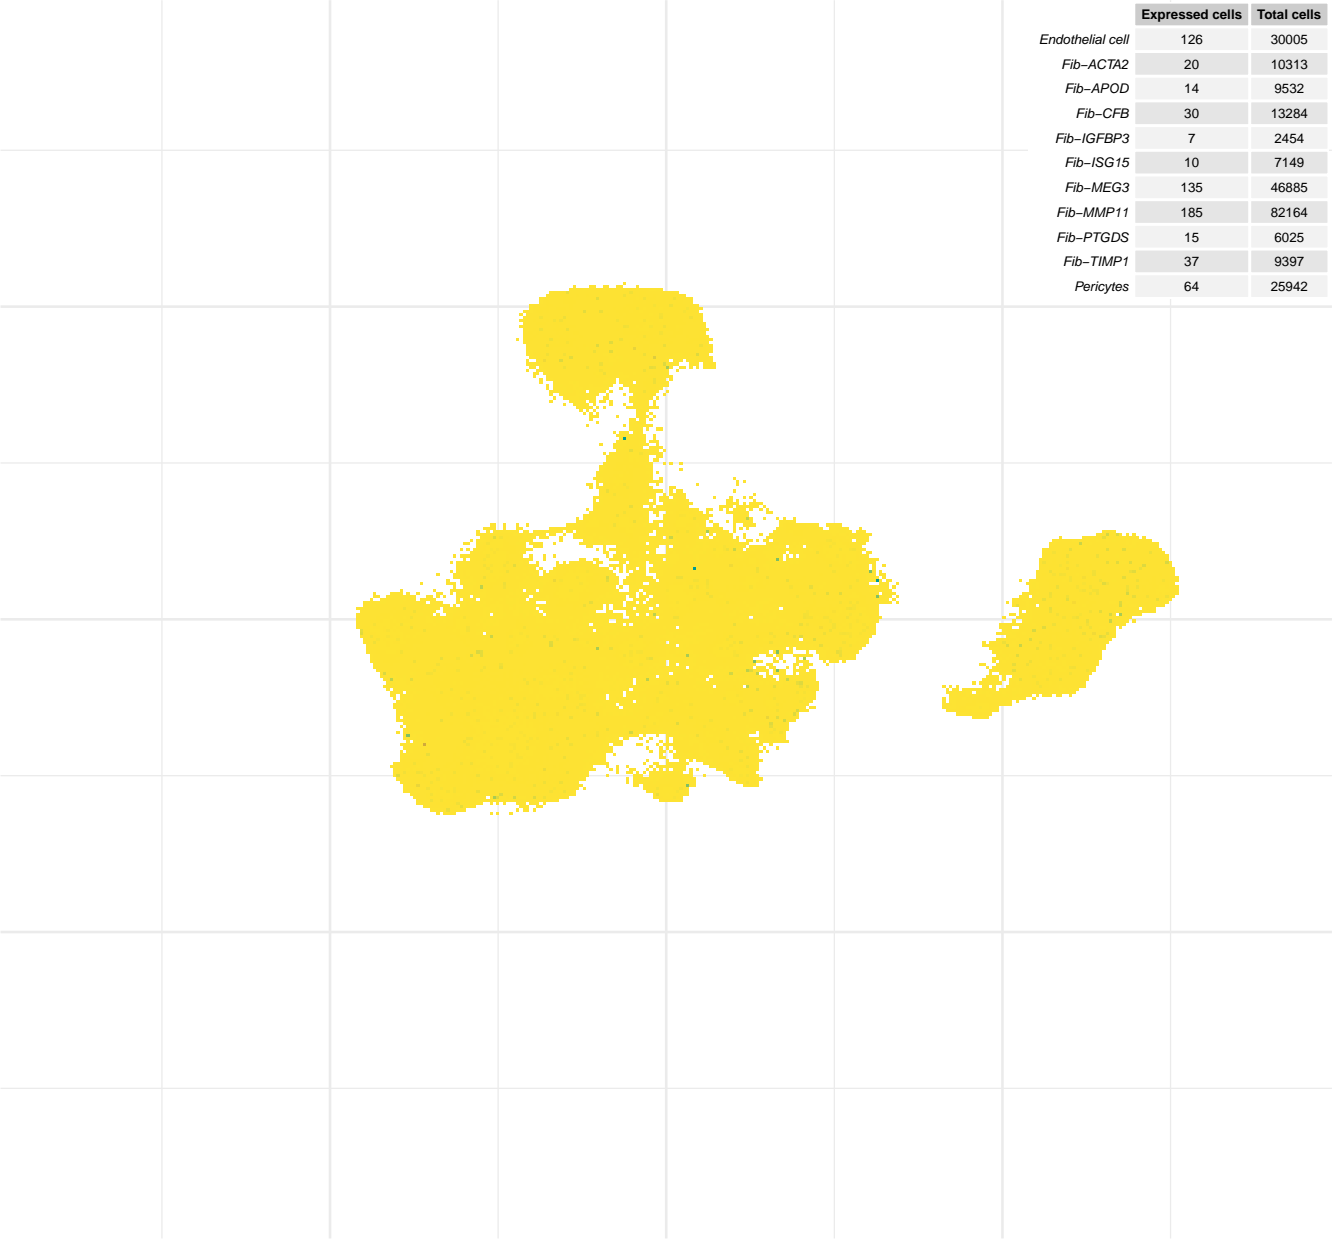 Expressed cells Total cells
Endothelial cell 126 30005
Fib−ACTA2 20 10313
Fib−APOD 14 9532
Fib−CFB 30 13284
Fib−IGFBP3 7 2454
Fib−ISG15 10 7149
Fib−MEG3 135 46885
Fib−MMP11 185 82164
Fib−PTGDS 15 6025
Fib−TIMP1 37 9397
Pericytes 64 25942